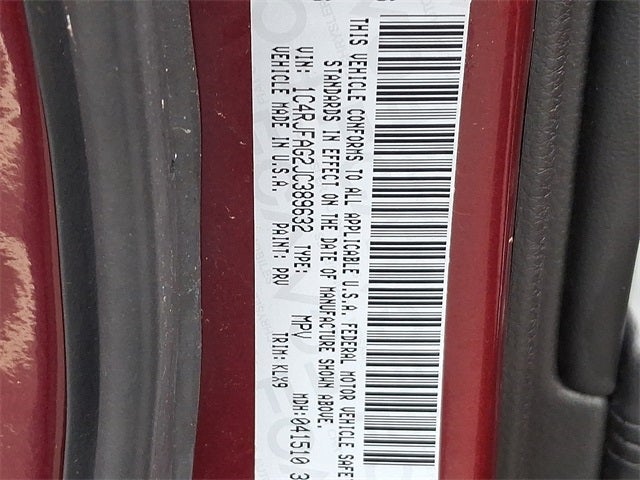 THIS VEHICLE CONFORMS TO ALL APPLICABLE U.S.A. FEDERAL MOTOR VEHICLE SAFE
STANDARDS IN EFFECT ON THE DATE OF MANUFACTURE SHOWN ABOVE.
VIN: 1C4RJFAG2JC389632 TYPE: MPV MDH:041510 3
VEHICLE MADE IN U.S.A. PAINT: PRV TRIM:KLX9